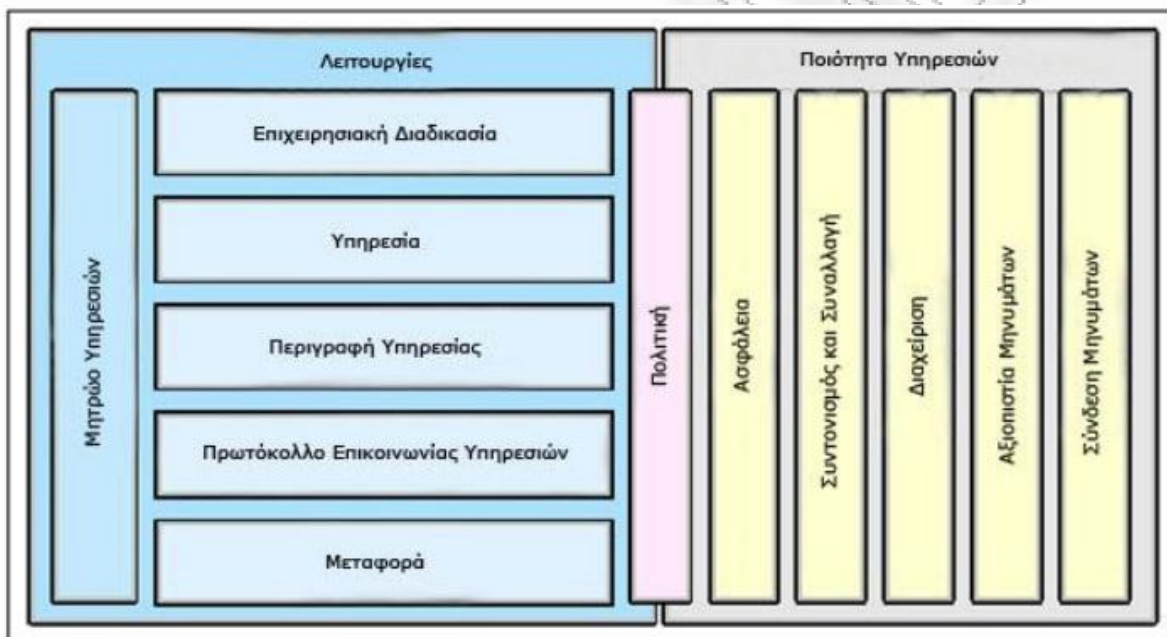 Λειτουργίες
Μητρώο Υπηρεσιών
Επιχειρησιακή Διαδικασία
Υπηρεσία
Περιγραφή Υπηρεσίας
Πρωτόκολλο Επικοινωνίας Υπηρεσιών
Μεταφορά
Πολιτική
Ποιότητα Υπηρεσιών
Ασφάλεια
Συντονισμός και Συναλλαγή
Διαχείριση
Αξιοπιστία Μηνυμάτων
Σύνδεση Μηνυμάτων